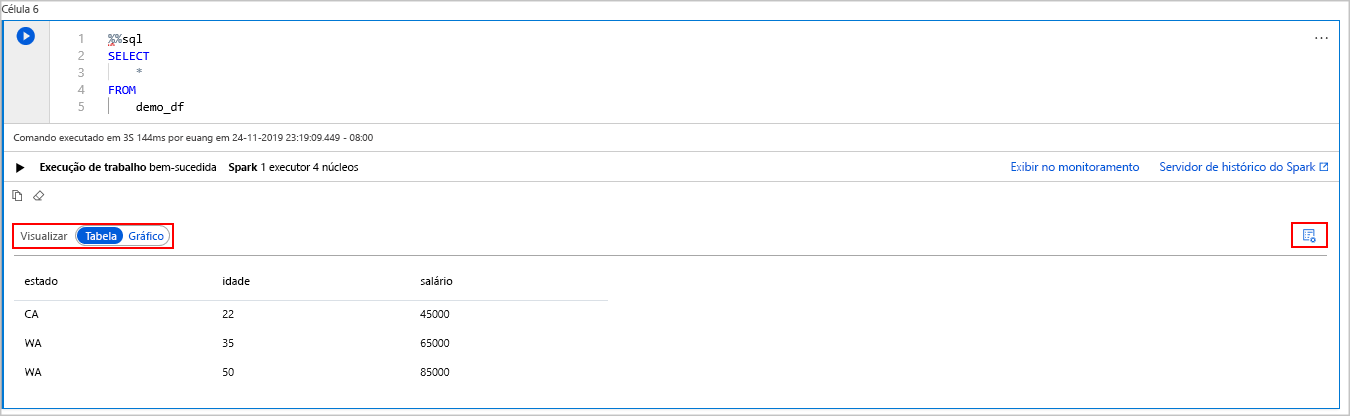 Célula 6
1 %%sql
2 SELECT
3 *
4 FROM
5 demo_df
Comando executado em 3S 144ms por euang em 24-11-2019 23:19:09.449 - 08:00
Execução de trabalho bem-sucedida Spark 1 executor 4 núcleos Exibir no monitoramento Servidor de histórico do Spark
Visualizar Tabela Gráfico
estado idade salário
CA 22 45000
WA 35 65000
WA 50 85000